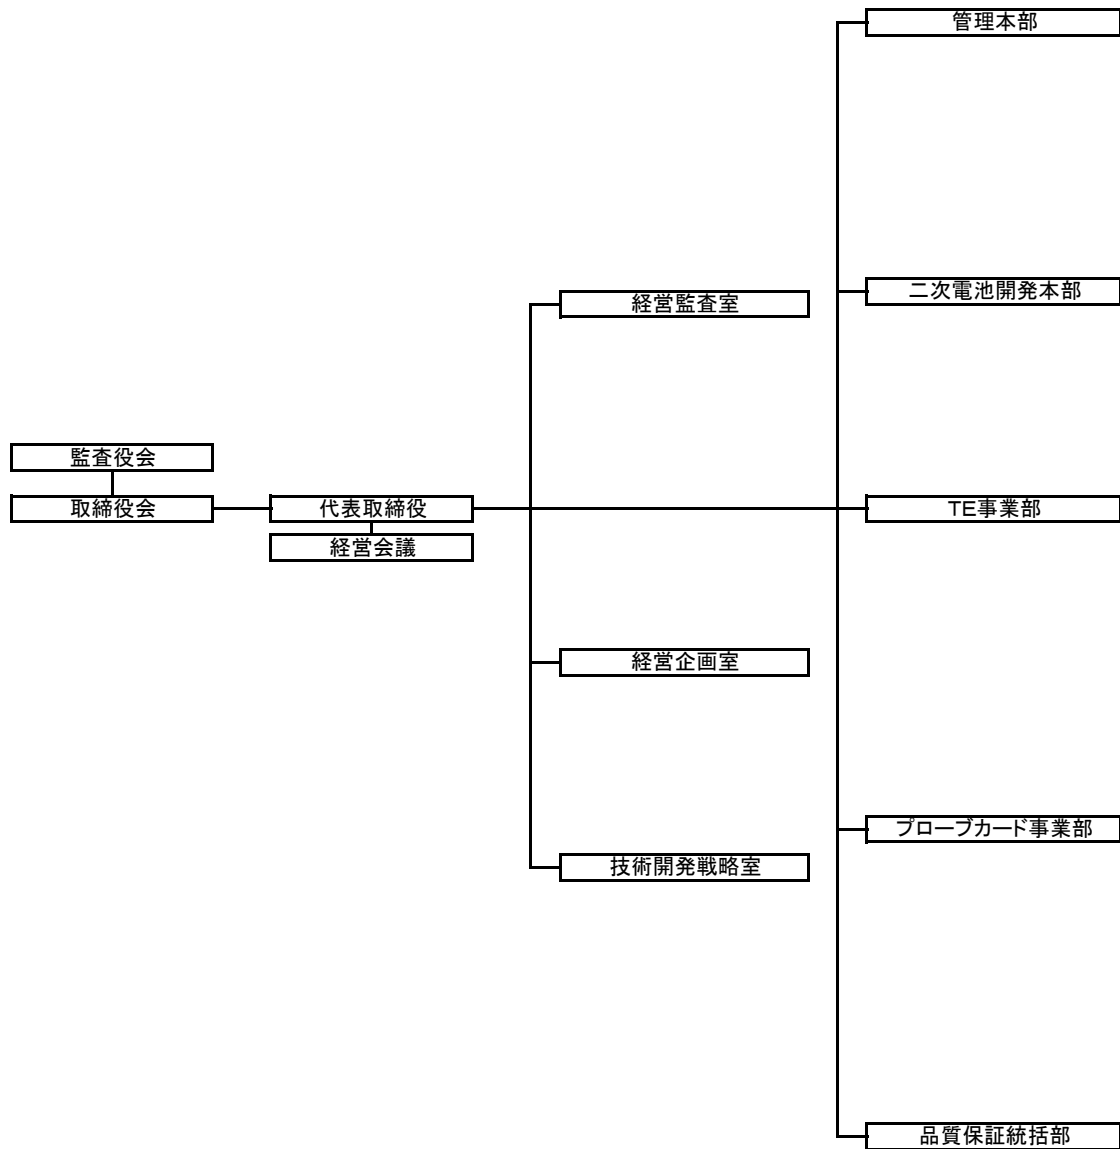 管理本部
二次電池開発本部
経営監査室
監査役会
取締役会
代表取締役
TE事業部
経営会議
経営企画室
プローブカード事業部
技術開発戦略室
品質保証統括部